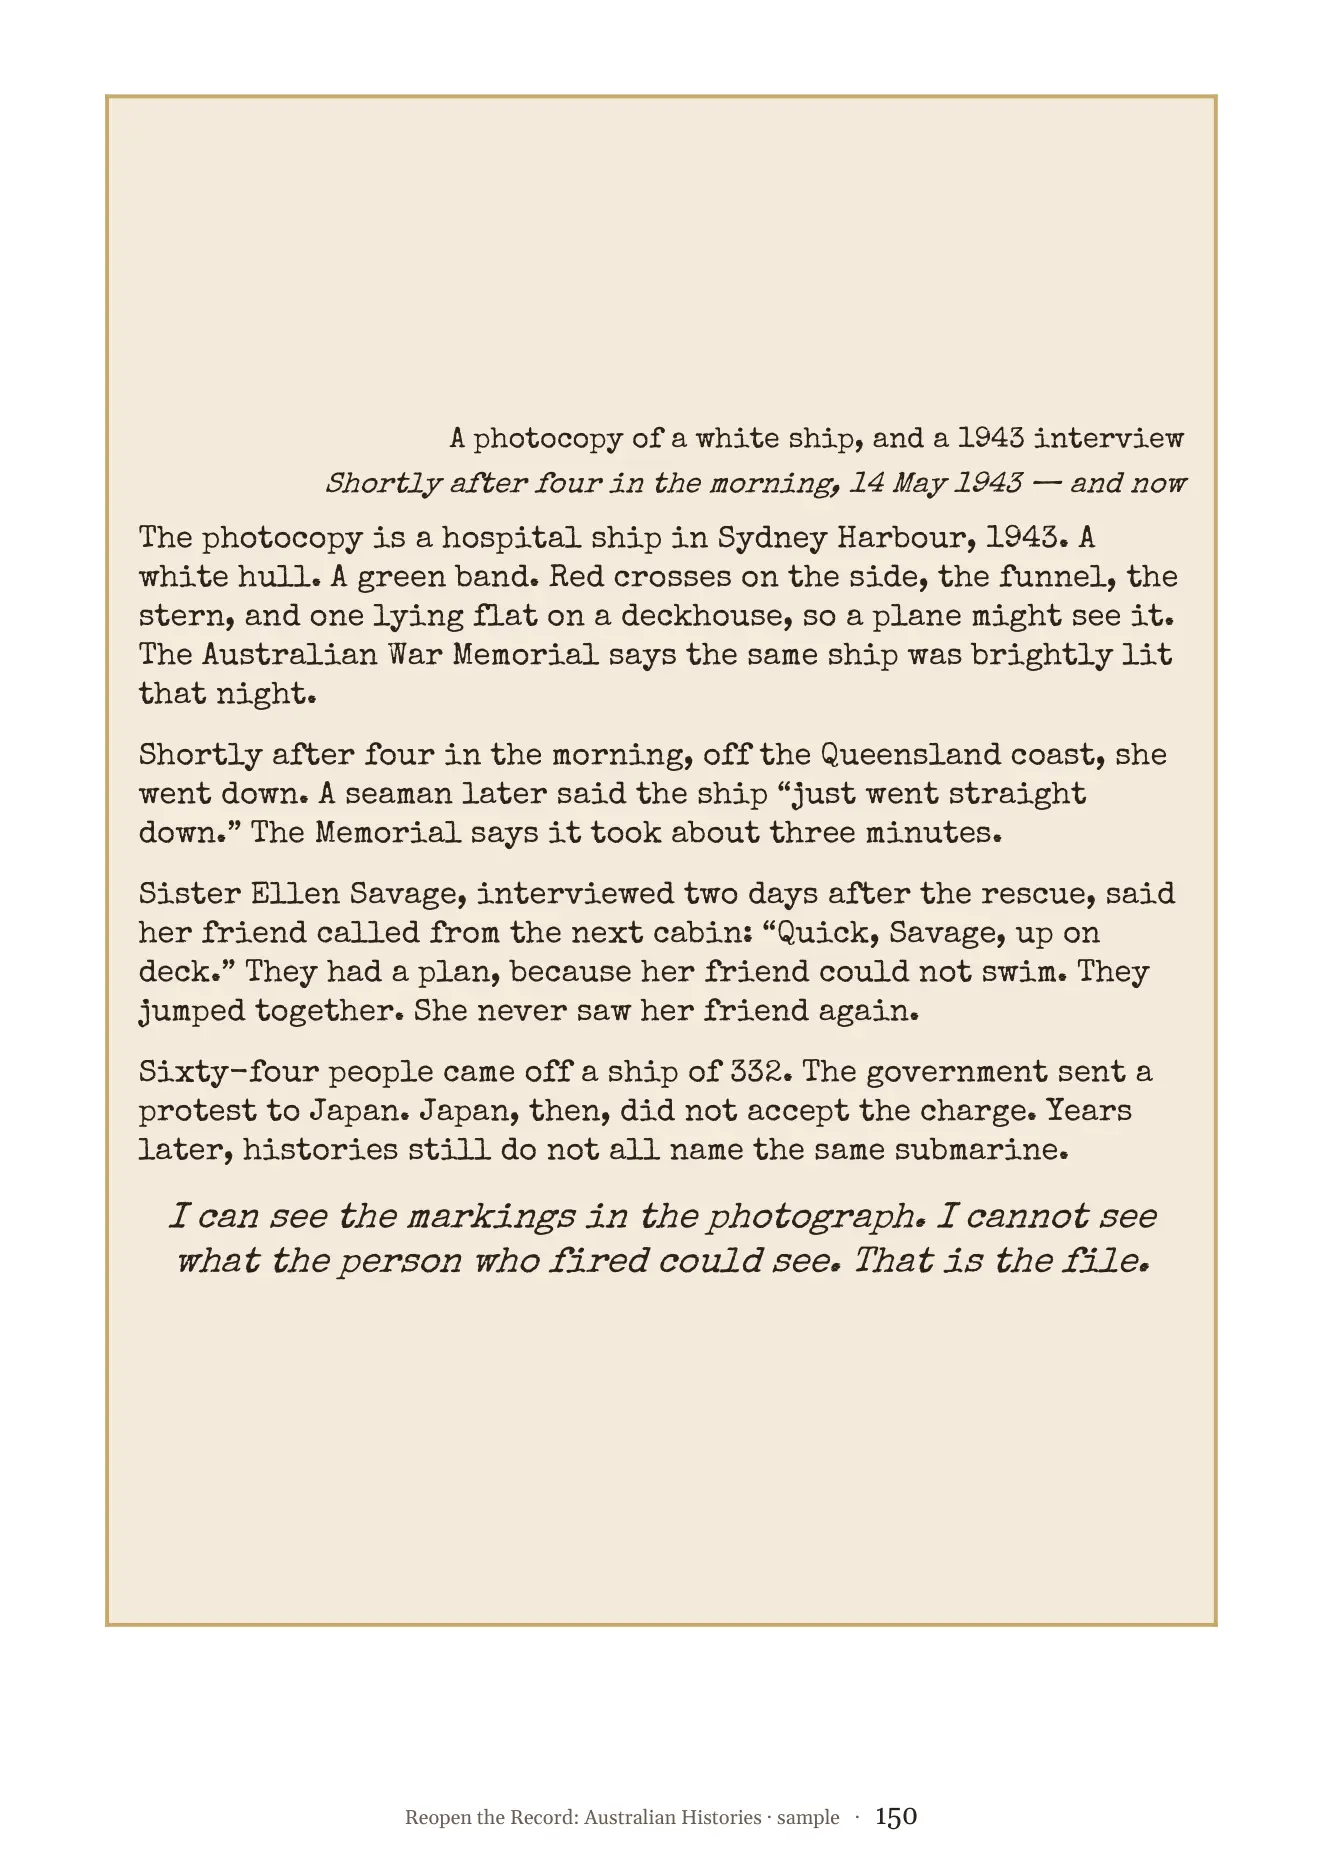 A photocopy of a white ship, and a 1943 interview
Shortly after four in the morning, 14 May 1943 — and now
The photocopy is a hospital ship in Sydney Harbour, 1943. A
white hull. A green band. Red crosses on the side, the funnel, the
stern, and one lying flat on a deckhouse, so a plane might see it.
The Australian War Memorial says the same ship was brightly lit
that night.
Shortly after four in the morning, off the Queensland coast, she
went down. A seaman later said the ship “just went straight
down.” The Memorial says it took about three minutes.
Sister Ellen Savage, interviewed two days after the rescue, said
her friend called from the next cabin: “Quick, Savage, up on
deck.” They had a plan, because her friend could not swim. They
jumped together. She never saw her friend again.
Sixty-four people came off a ship of 332. The government sent a
protest to Japan. Japan, then, did not accept the charge. Years
later, histories still do not all name the same submarine.
I can see the markings in the photograph. I cannot see
what the person who fired could see. That is the file.
Reopen the Record: Australian Histories · sample · 150